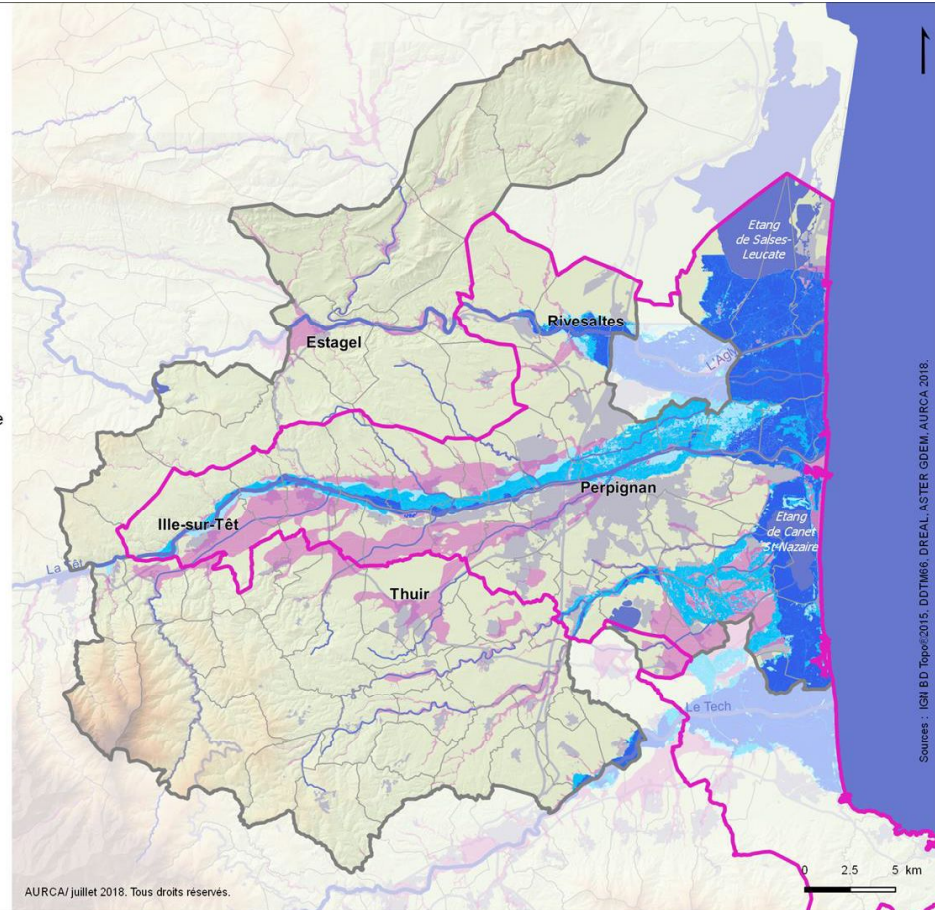 Etang
de Salses-
Leucate
Rivesaltes
Estagel
L'Agly
e
Perpignan
Ille-sur-Têt
Etang
de Canet
St-Nazaire
La Têt
Thuir
Le Tech
0 2.5 5 km
AURCA/ juillet 2018. Tous droits réservés.
Sources : IGN BD Topo®2015, DDTM66, DREAL, ASTER GDEM, AURCA 2018.